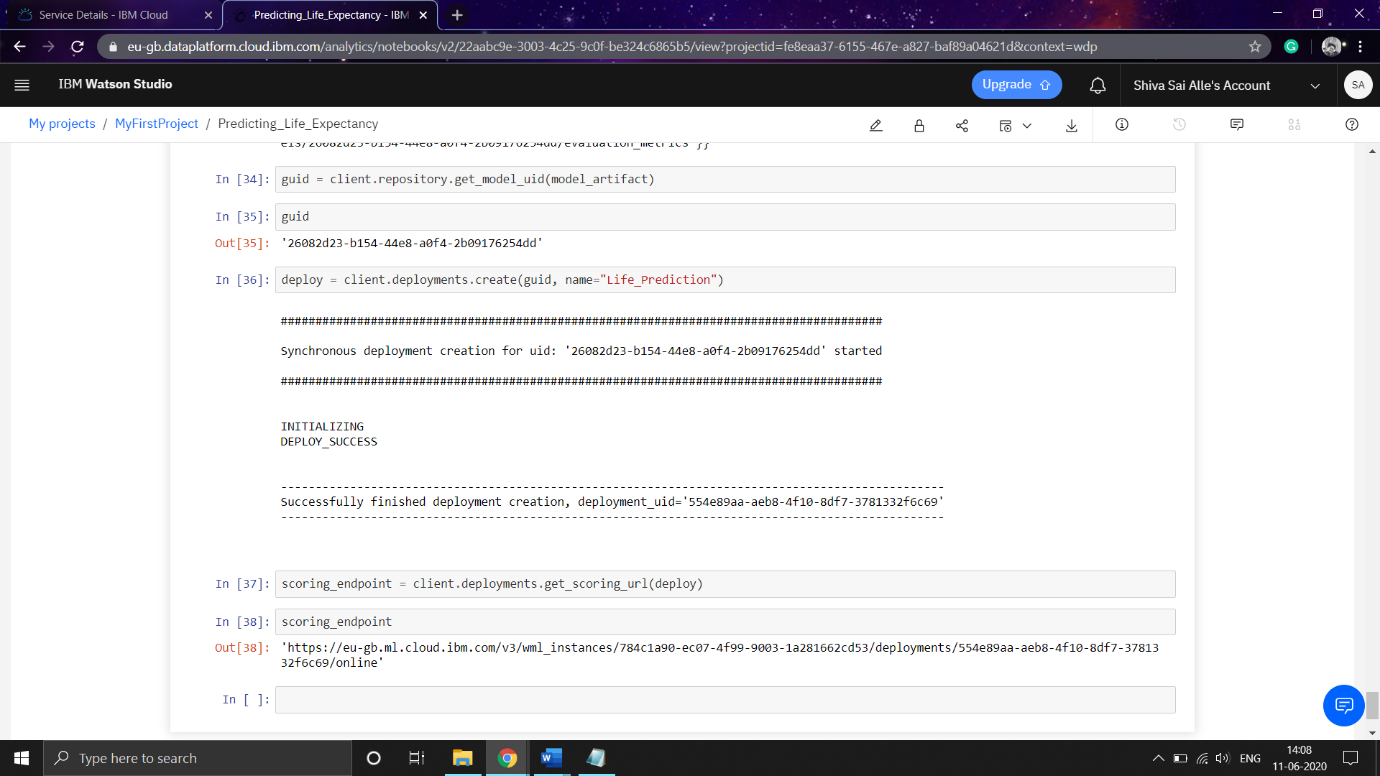 Service Details - IBM Cloud
Predicting_Life_Expectancy - IBM
eu-gb.dataplatform.cloud.ibm.com/analytics/notebooks/v2/22aabc9e-3003-4c25-9c0f-be324c6865b5/view?projectid=fe8eaa37-6155-467e-a827-baf89a04621d&context=wdp
IBM Watson Studio
Upgrade
Shiva Sai Alle's Account
SA
My projects / MyFirstProject / Predicting_Life_Expectancy
els/26082d23-b154-44e8-a0f4-2b09176254dd/evaluation_metrics'}}
In [34]: guid = client.repository.get_model_uid(model_artifact)
In [35]: guid
Out[35]: '26082d23-b154-44e8-a0f4-2b09176254dd'
In [36]: deploy = client.deployments.create(guid, name="Life_Prediction")
#######################################################################################
Synchronous deployment creation for uid: '26082d23-b154-44e8-a0f4-2b09176254dd' started
#######################################################################################
INITIALIZING
DEPLOY_SUCCESS
------------------------------------------------------------------------------------------------
Successfully finished deployment creation, deployment_uid='554e89aa-aeb8-4f10-8df7-3781332f6c69'
------------------------------------------------------------------------------------------------
In [37]: scoring_endpoint = client.deployments.get_scoring_url(deploy)
In [38]: scoring_endpoint
Out[38]: 'https://eu-gb.ml.cloud.ibm.com/v3/wml_instances/784c1a90-ec07-4f99-9003-1a281662cd53/deployments/554e89aa-aeb8-4f10-8df7-37813
32f6c69/online'
In [ ]:
Type here to search
ENG
14:08
11-06-2020